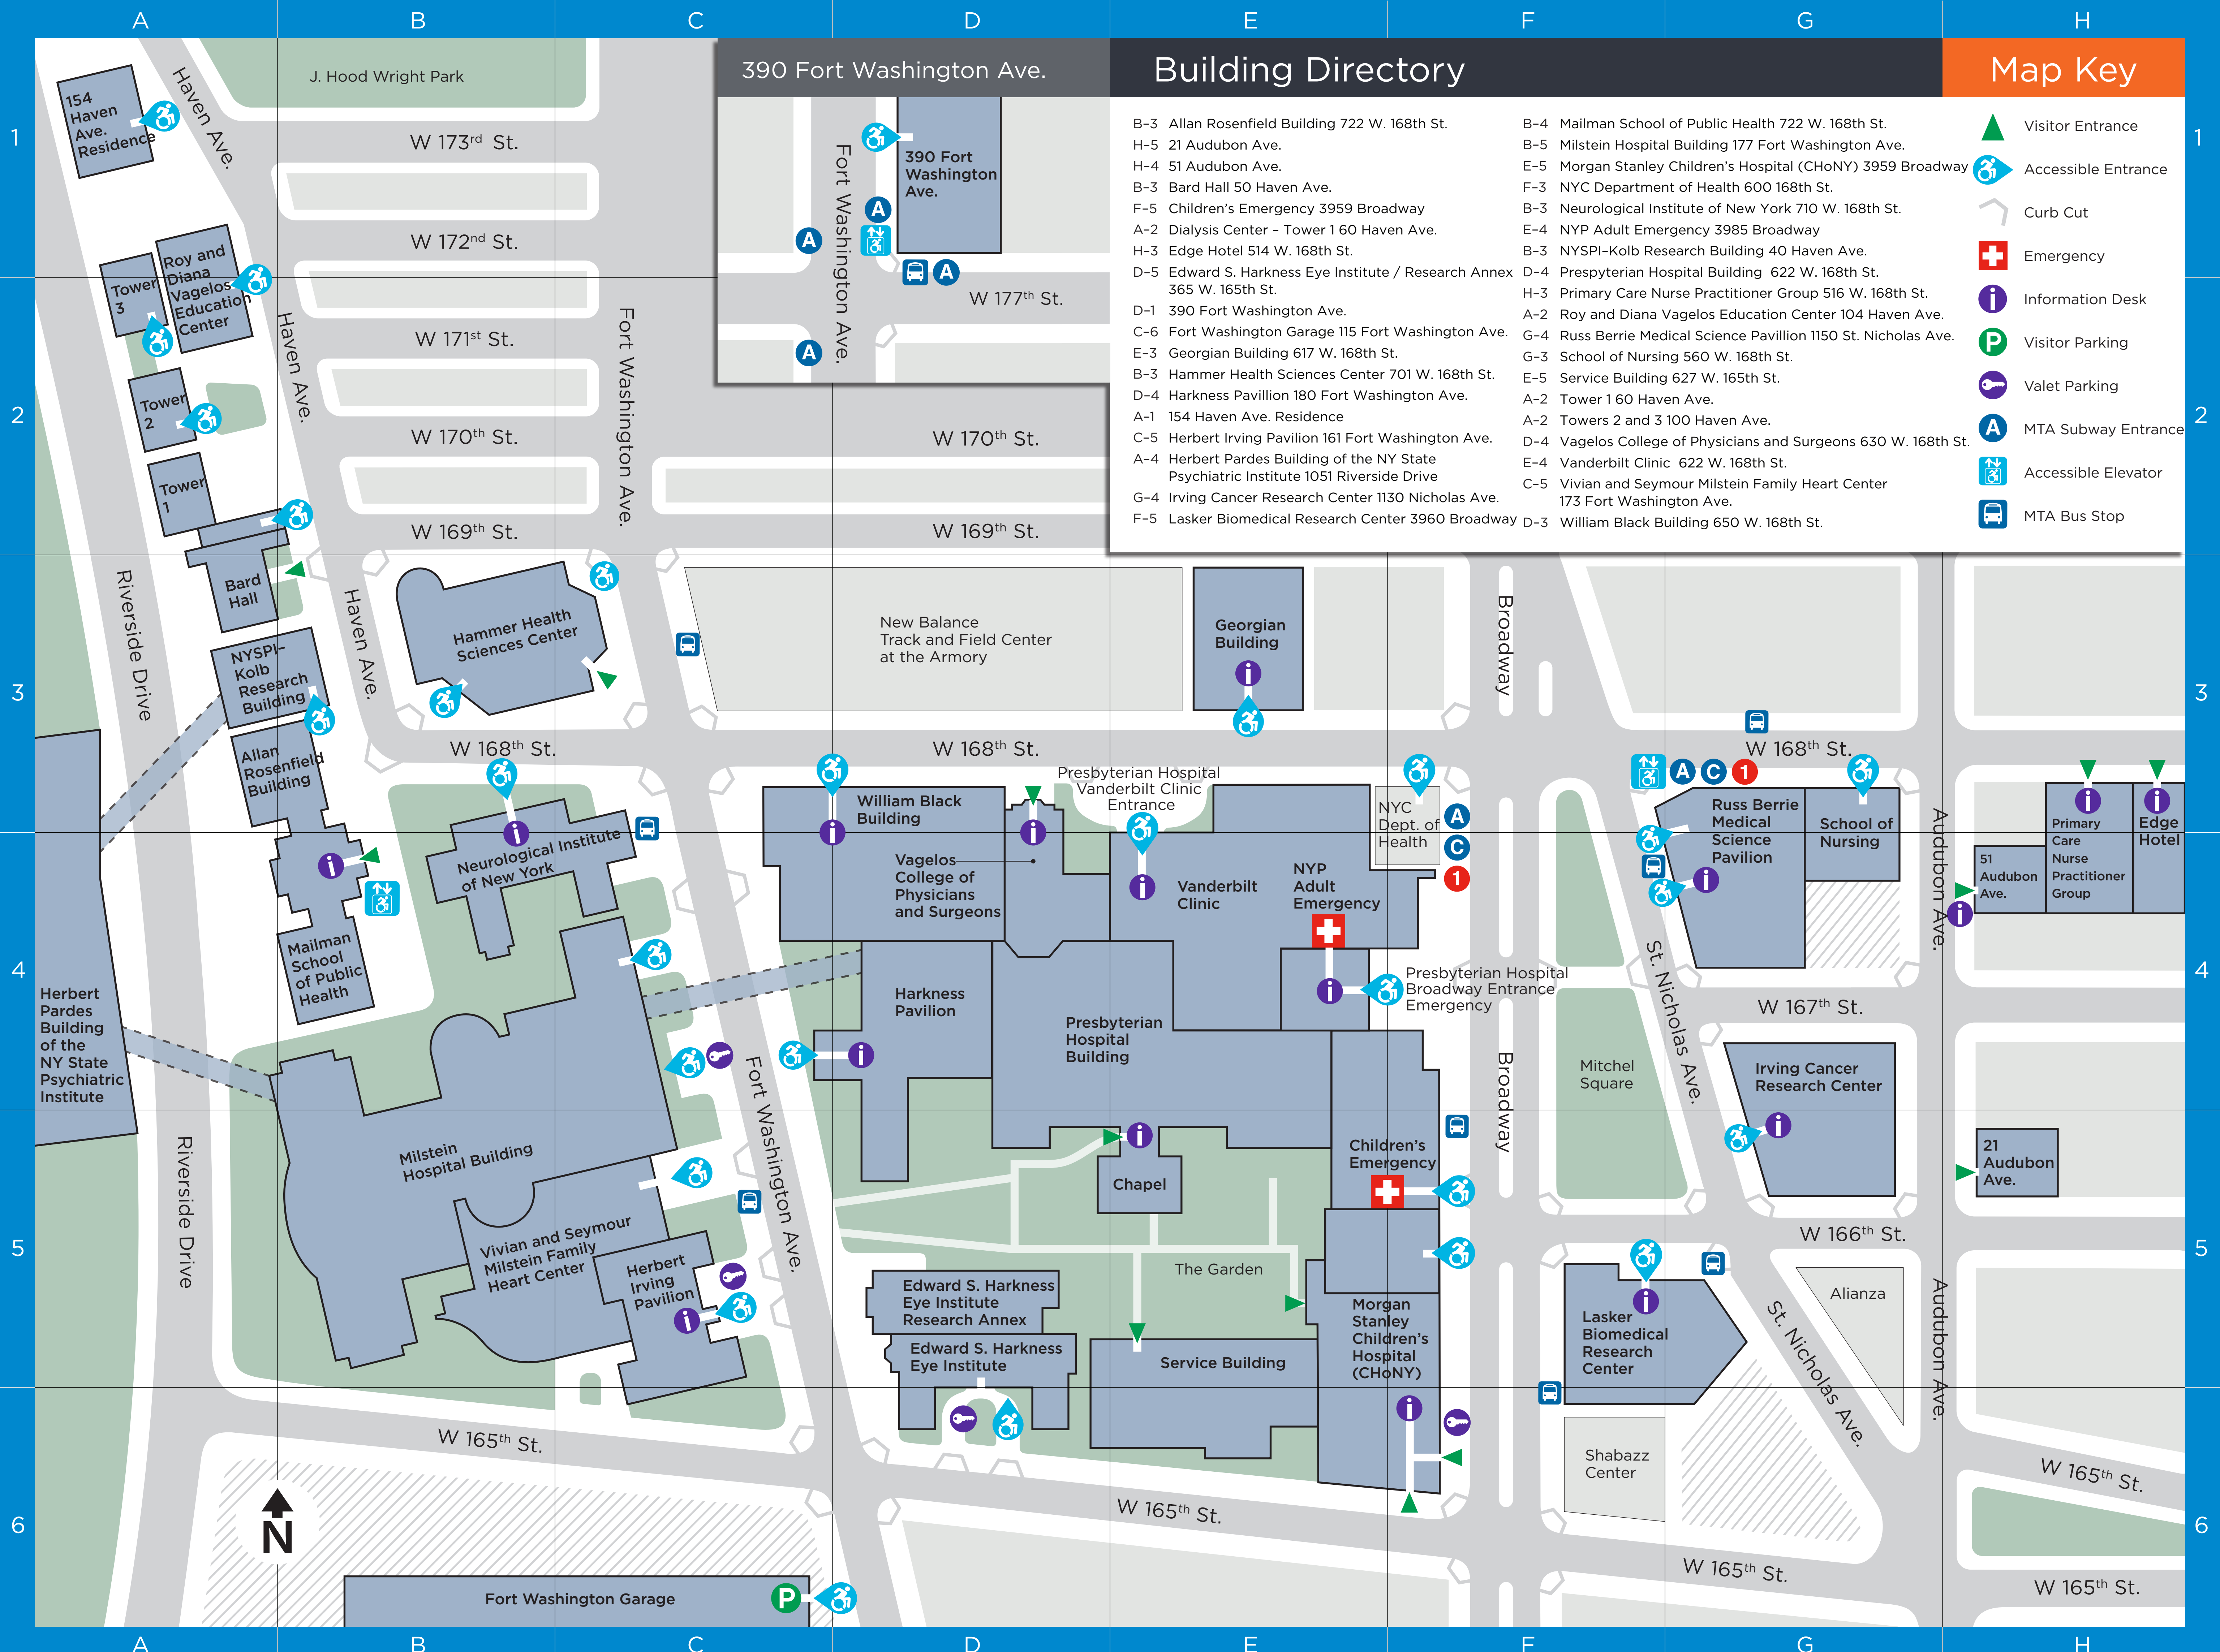 A B C D E F G H
390 Fort Washington Ave.
Building Directory
Map Key
B–3 Allan Rosenfield Building 722 W. 168th St.
H–5 21 Audubon Ave.
H–4 51 Audubon Ave.
B–3 Bard Hall 50 Haven Ave.
F–5 Children’s Emergency 3959 Broadway
A–2 Dialysis Center – Tower 1 60 Haven Ave.
H–3 Edge Hotel 514 W. 168th St.
D–5 Edward S. Harkness Eye Institute / Research Annex
365 W. 165th St.
D–1 390 Fort Washington Ave.
C–6 Fort Washington Garage 115 Fort Washington Ave.
E–3 Georgian Building 617 W. 168th St.
B–3 Hammer Health Sciences Center 701 W. 168th St.
D–4 Harkness Pavillion 180 Fort Washington Ave.
A–1 154 Haven Ave. Residence
C–5 Herbert Irving Pavilion 161 Fort Washington Ave.
A–4 Herbert Pardes Building of the NY State
Psychiatric Institute 1051 Riverside Drive
G–4 Irving Cancer Research Center 1130 Nicholas Ave.
F–5 Lasker Biomedical Research Center 3960 Broadway
B–4 Mailman School of Public Health 722 W. 168th St.
B–5 Milstein Hospital Building 177 Fort Washington Ave.
E–5 Morgan Stanley Children’s Hospital (CHoNY) 3959 Broadway
F–3 NYC Department of Health 600 168th St.
B–3 Neurological Institute of New York 710 W. 168th St.
E–4 NYP Adult Emergency 3985 Broadway
B–3 NYSPI–Kolb Research Building 40 Haven Ave.
D–4 Prespyterian Hospital Building 622 W. 168th St.
H–3 Primary Care Nurse Practitioner Group 516 W. 168th St.
A–2 Roy and Diana Vagelos Education Center 104 Haven Ave.
G–4 Russ Berrie Medical Science Pavillion 1150 St. Nicholas Ave.
G–3 School of Nursing 560 W. 168th St.
E–5 Service Building 627 W. 165th St.
A–2 Tower 1 60 Haven Ave.
A–2 Towers 2 and 3 100 Haven Ave.
D–4 Vagelos College of Physicians and Surgeons 630 W. 168th St.
E–4 Vanderbilt Clinic 622 W. 168th St.
C–5 Vivian and Seymour Milstein Family Heart Center
173 Fort Washington Ave.
D–3 William Black Building 650 W. 168th St.
Visitor Entrance
Accessible Entrance
Curb Cut
Emergency
i Information Desk
P Visitor Parking
Valet Parking
A MTA Subway Entrance
Accessible Elevator
MTA Bus Stop
1
1
J. Hood Wright Park
154
Haven
Ave.
Residence
Haven Ave.
W 173rd St.
W 172nd St.
Fort Washington Ave.
390 Fort
Washington
Ave.
A
A
A
W 177th St.
A
Roy and
Diana
Vagelos
Education
Center
Tower
3
Haven Ave.
W 171st St.
Fort Washington Ave.
2
2
Tower
2
W 170th St.
W 170th St.
Tower
1
W 169th St.
W 169th St.
Bard
Hall
Riverside Drive
Haven Ave.
Hammer Health
Sciences Center
New Balance
Track and Field Center
at the Armory
Georgian
Building
i
Broadway
3
3
NYSPI–
Kolb
Research
Building
Allan
Rosenfield
Building
W 168th St.
W 168th St.
W 168th St.
Presbyterian Hospital
Vanderbilt Clinic
Entrance
A C 1
William Black
Building
i
i
NYC
Dept. of
Health
A
C
1
Russ Berrie
Medical
Science
Pavilion
i
School of
Nursing
Audubon Ave.
i
Primary
Care
Nurse
Practitioner
Group
i
Edge
Hotel
51
Audubon
Ave.
i
i
Neurological Institute
of New York
i
Vagelos
College of
Physicians
and Surgeons
i
Vanderbilt
Clinic
NYP
Adult
Emergency
i
Presbyterian Hospital
Broadway Entrance
Emergency
Mailman
School
of Public
Health
4
4
Herbert
Pardes
Building
of the
NY State
Psychiatric
Institute
Harkness
Pavilion
i
Presbyterian
Hospital
Building
St. Nicholas Ave.
W 167th St.
Fort Washington Ave.
Broadway
Mitchel
Square
Irving Cancer
Research Center
i
Riverside Drive
Milstein
Hospital Building
i
Chapel
Children’s
Emergency
21
Audubon
Ave.
5
5
Vivian and Seymour
Milstein Family
Heart Center
Herbert
Irving
Pavilion
i
The Garden
W 166th St.
Edward S. Harkness
Eye Institute
Research Annex
Edward S. Harkness
Eye Institute
Service Building
Morgan
Stanley
Children’s
Hospital
(CHoNY)
i
i
Lasker
Biomedical
Research
Center
Alianza
St. Nicholas Ave.
Audubon Ave.
W 165th St.
W 165th St.
Shabazz
Center
W 165th St.
6
6
N
W 165th St.
W 165th St.
Fort Washington Garage
P
A B C D E F G H